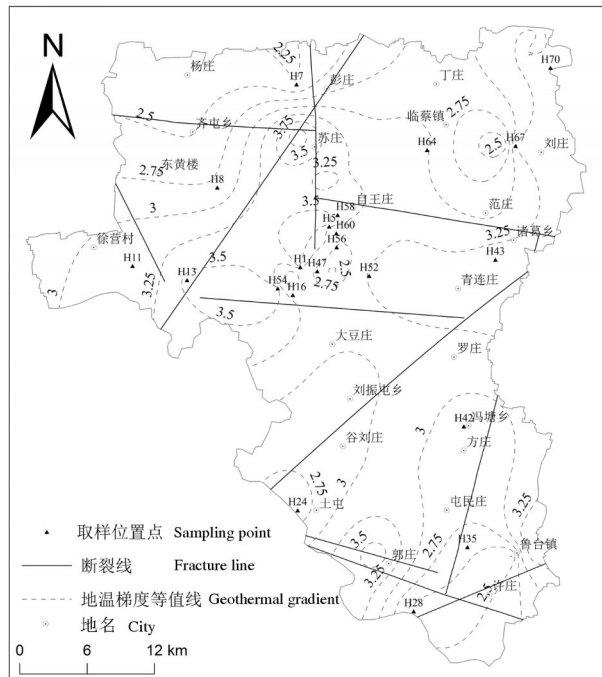 N
2.25
杨庄
H7
彭庄
丁庄
H70
2.5
齐屯乡
3.75
苏庄
临蔡镇
2.75
H67
刘庄
3.5
H64
2.5
东黄楼
3.25
2.75
H8
自王庄
3.5
H58
范庄
3
H5
H60
诸葛乡
3.25
徐营村
H56
H11
3.5
H1
H47
2.5
H43
H13
H52
3
3.25
2.75
H54
H16
青连庄
3.5
大豆庄
罗庄
刘振屯乡
H42
冯塘乡
3
谷刘庄
方庄
2.75
3
H24
土屯
屯民庄
3.25
取样位置点 Sampling point
3.5
2.75
H35
鲁台镇
断裂线 Fracture line
郭庄
3.25
地温梯度等值线 Geothermal gradient
2.5
许庄
H28
地名 City
0 6 12 km